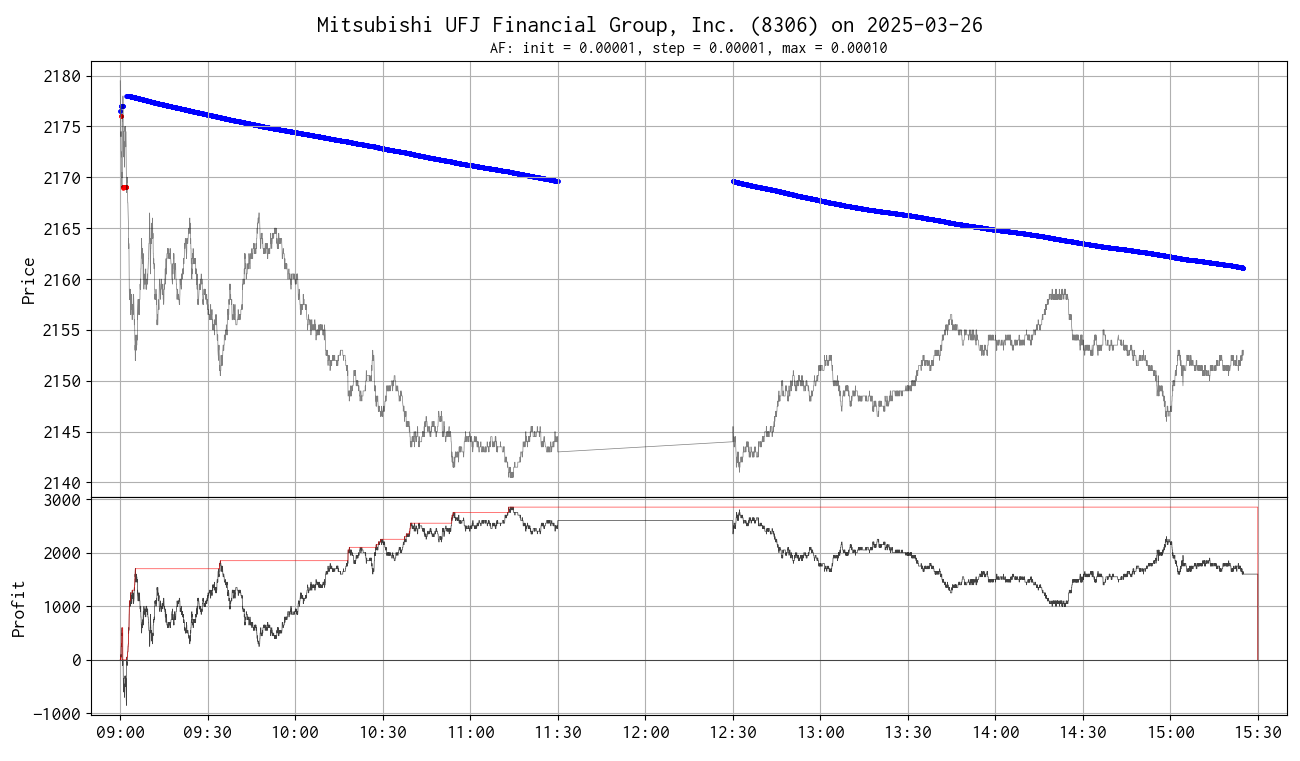 Mitsubishi UFJ Financial Group, Inc. (8306) on 2025-03-26
AF: init = 0.00001, step = 0.00001, max = 0.00010
Price
2180
2175
2170
2165
2160
2155
2150
2145
2140
Profit
3000
2000
1000
0
−1000
09:00 09:30 10:00 10:30 11:00 11:30 12:00 12:30 13:00 13:30 14:00 14:30 15:00 15:30